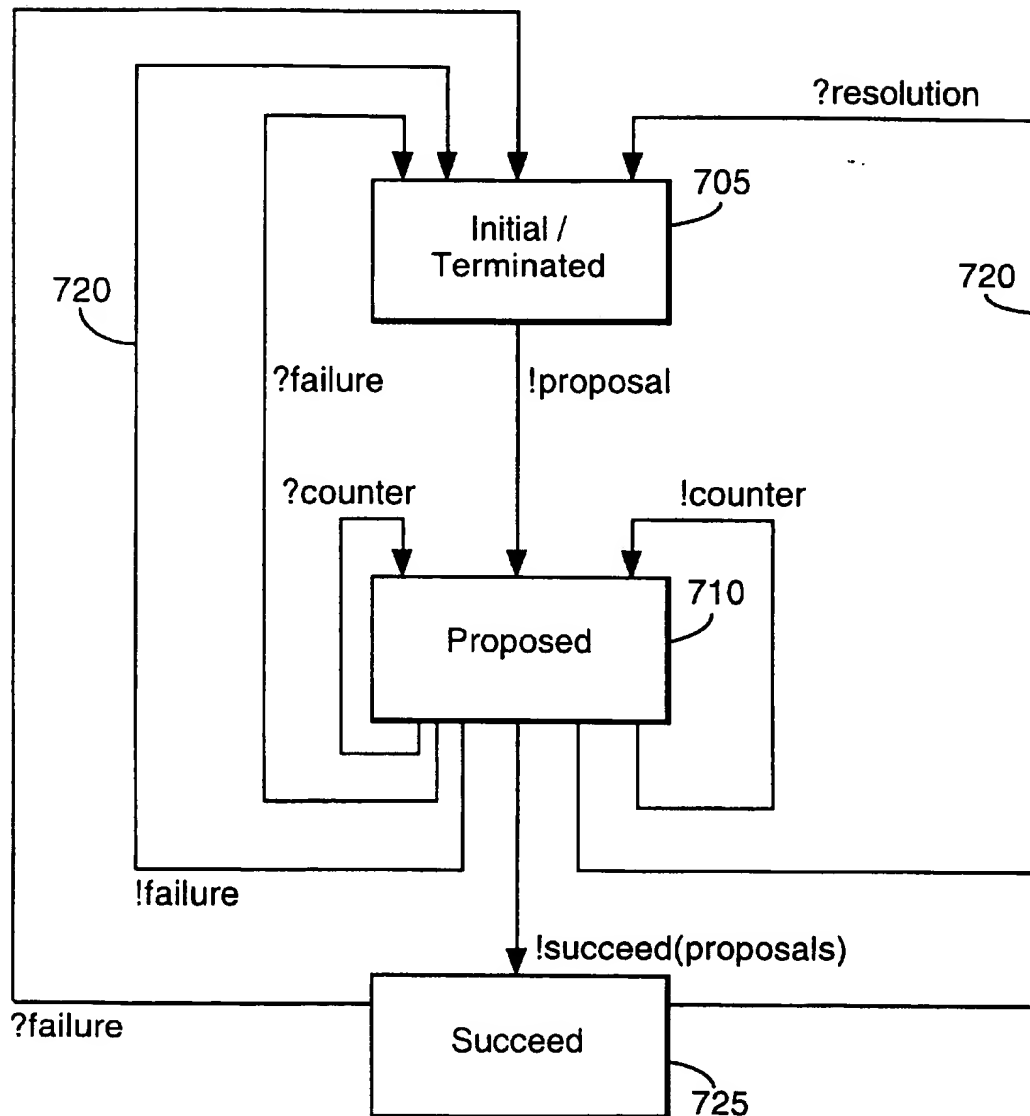 ?resolution
705
Initial /
Terminated
720
720
?failure
!proposal
?counter
!counter
710
Proposed
!failure
!succeed(proposals)
?failure
Succeed
725